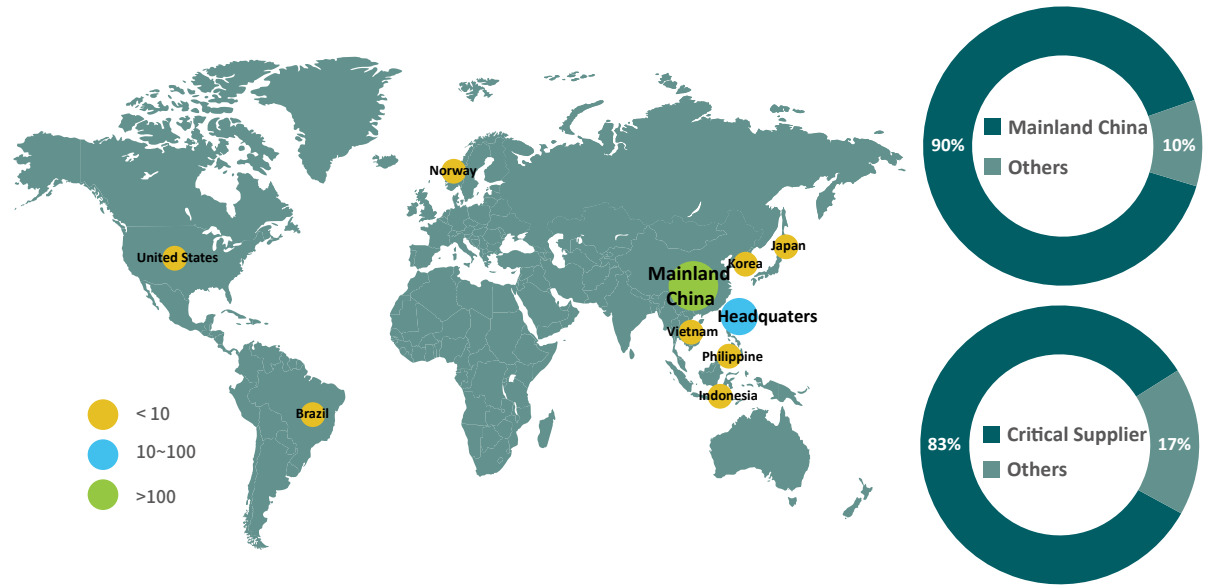 Norway
United States
Japan
Korea
Mainland
China
Headquaters
Vietnam
Philippine
Indonesia
Brazil
< 10
10~100
>100
90%
Mainland China
Others
10%
83%
Critical Supplier
Others
17%